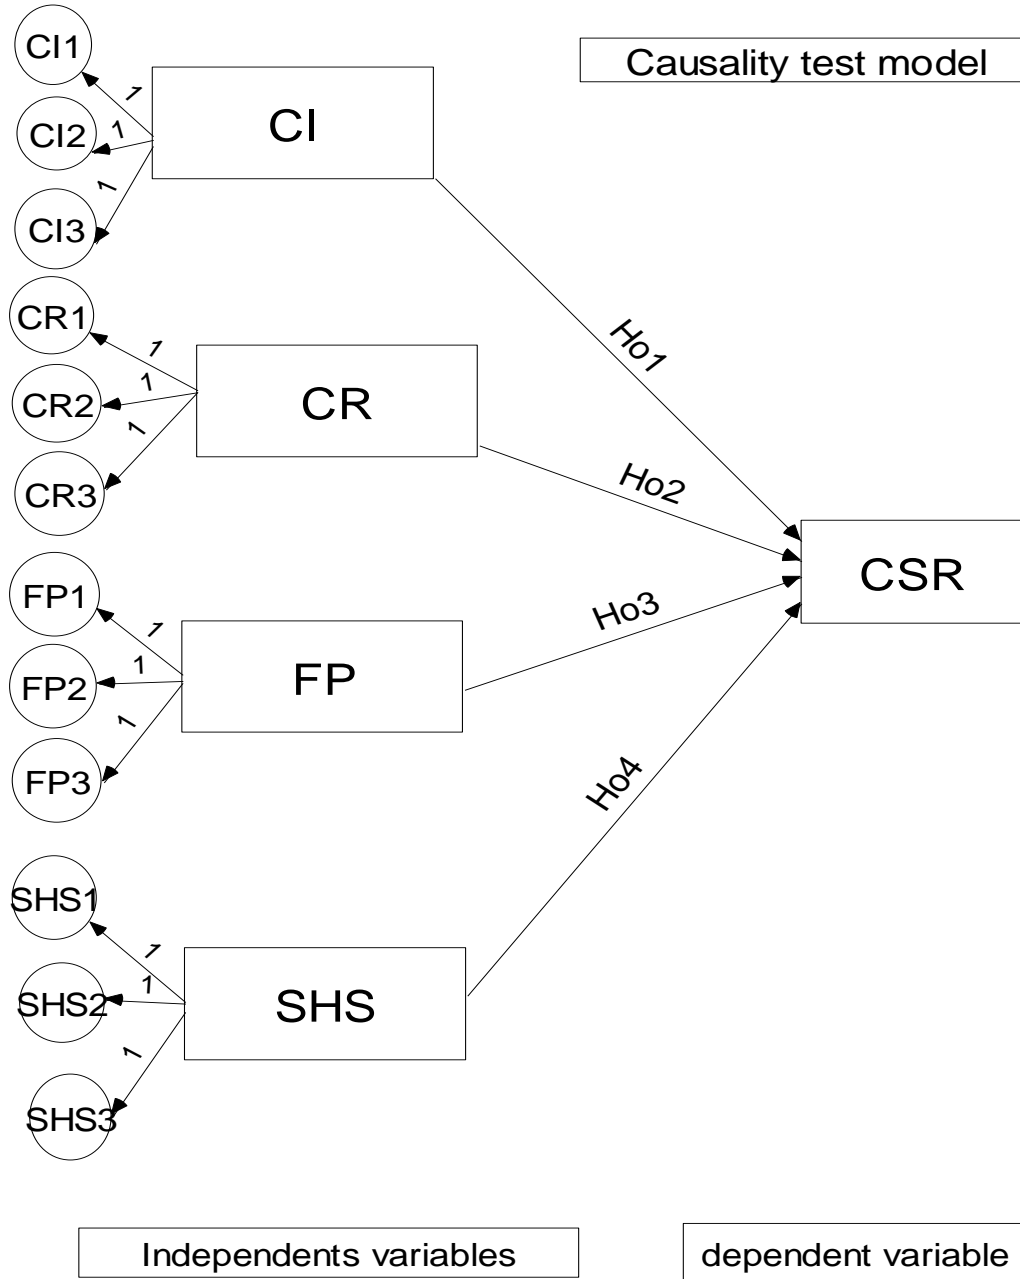 CI1
Causality test model
1
CI
CI2
1
1
CI3
CR1
1
Ho1
CR
1
CR2
1
CR3
Ho2
CSR
FP1
Ho3
1
FP
1
FP2
1
FP3
Ho4
SHS1
1
1
SHS
SHS2
1
SHS3
Independents variables
dependent variable